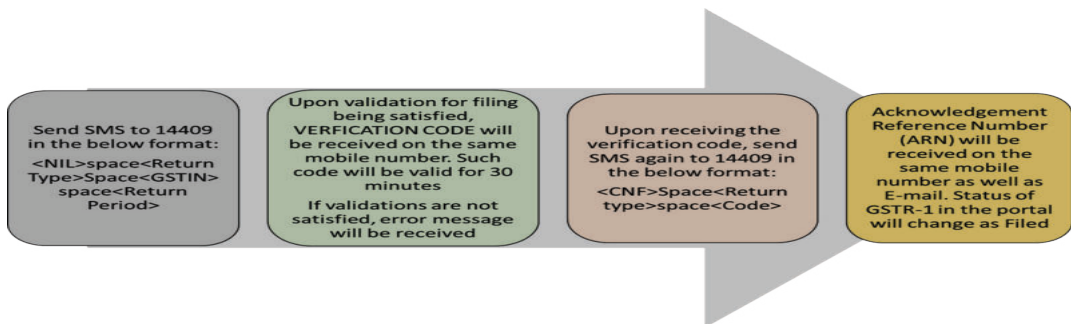 Send SMS to 14409
in the below format:
<NIL>space<Return
Type>Space<GSTIN>
space<Return
Period>
Upon validation for filing
being satisfied,
VERFICATION CODE will
be received on the same
mobile number. Such
code will be valid for 30
minutes
If validations are not
satisfied, error message
will be received
Upon receiving the
verification code, send
SMS again to 14409 in
the below format:
<CNF>Space<Return
type>space<Code>
Acknowledgement
Reference Number
(ARN) will be
received on the
same mobile
number as well as
E-mail. Status of
GSTR-1 in the portal
will change as Filed